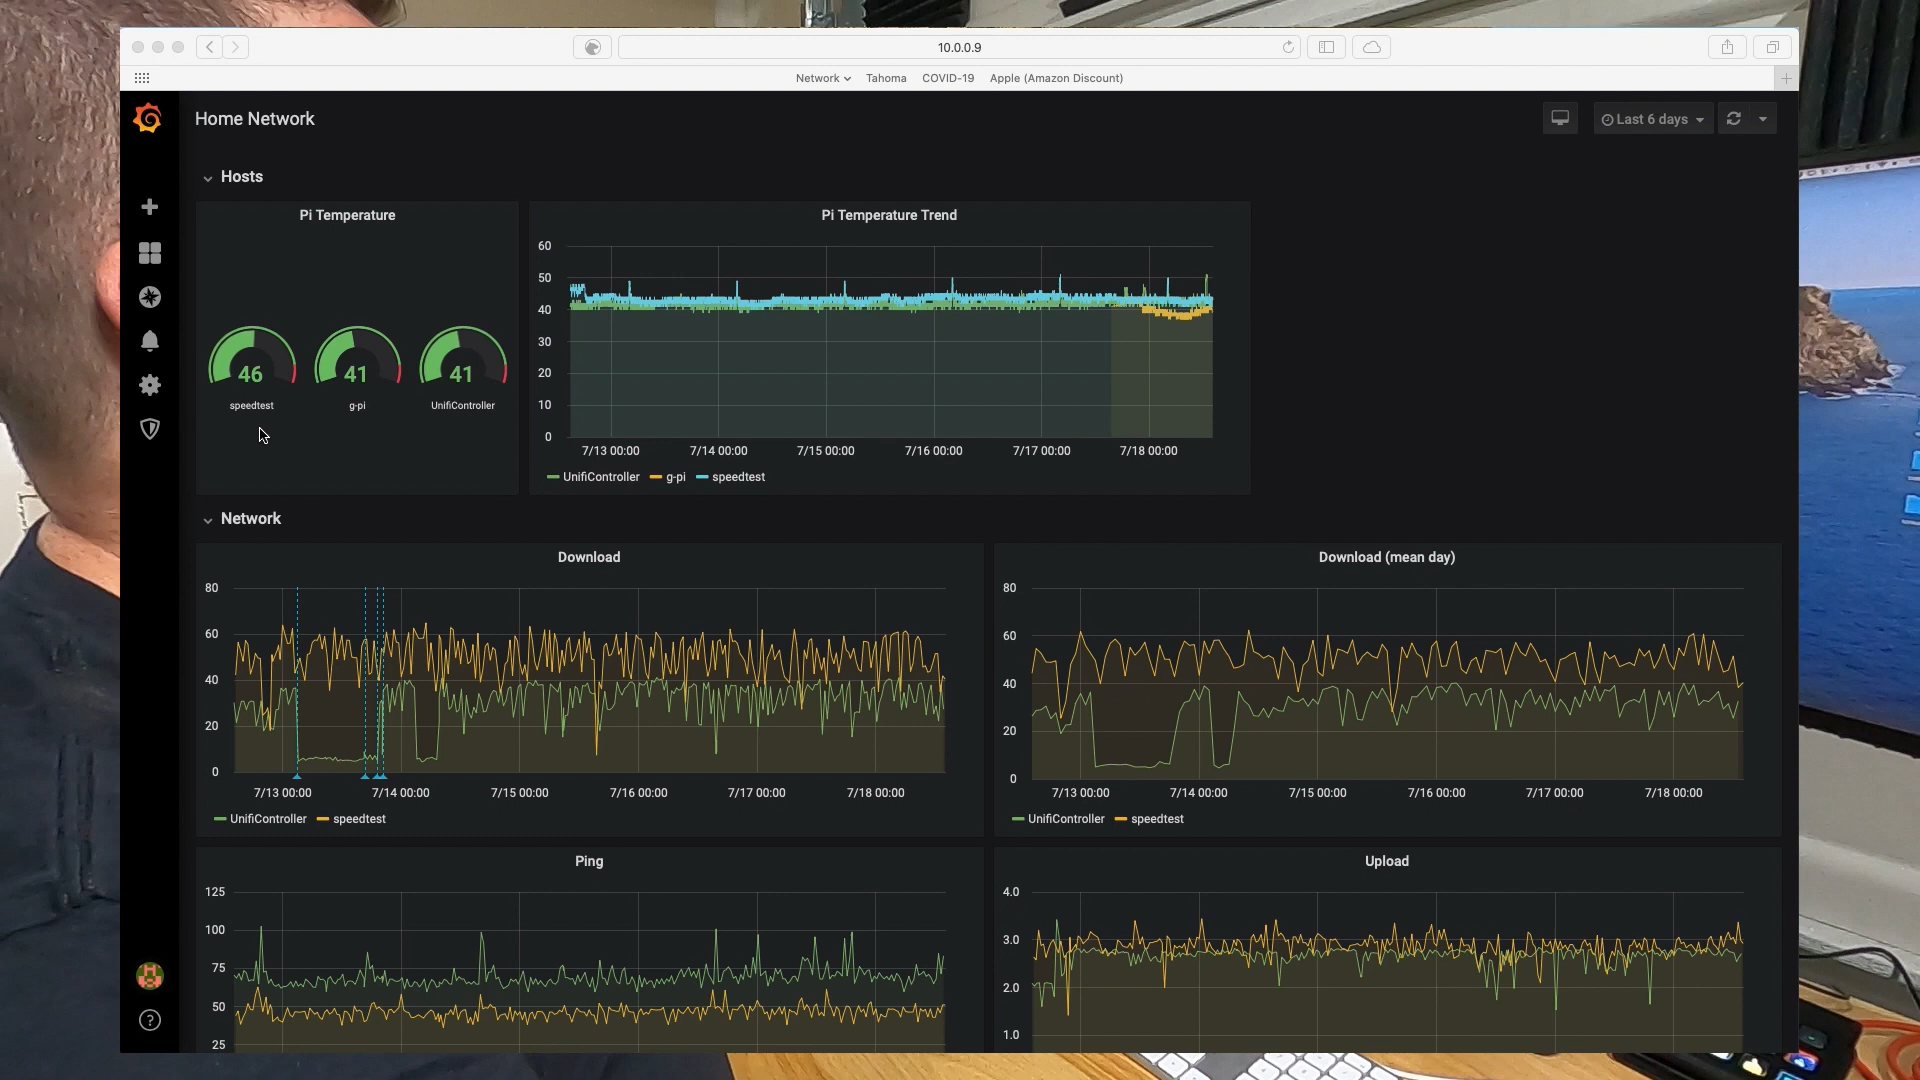 10.0.0.9
Network Tahoma COVID-19 Apple (Amazon Discount)
Home Network
Last 6 days
Hosts
Pi Temperature
46 41 41
speedtest g-pi UnifiController
Pi Temperature Trend
60
50
40
30
20
10
0
7/13 00:00 7/14 00:00 7/15 00:00 7/16 00:00 7/17 00:00 7/18 00:00
UnifiController g-pi speedtest
Network
Download
80
60
40
20
0
7/13 00:00 7/14 00:00 7/15 00:00 7/16 00:00 7/17 00:00 7/18 00:00
UnifiController speedtest
Download (mean day)
80
60
40
20
0
7/13 00:00 7/14 00:00 7/15 00:00 7/16 00:00 7/17 00:00 7/18 00:00
UnifiController speedtest
Ping
125
100
75
50
25
Upload
4.0
3.0
2.0
1.0